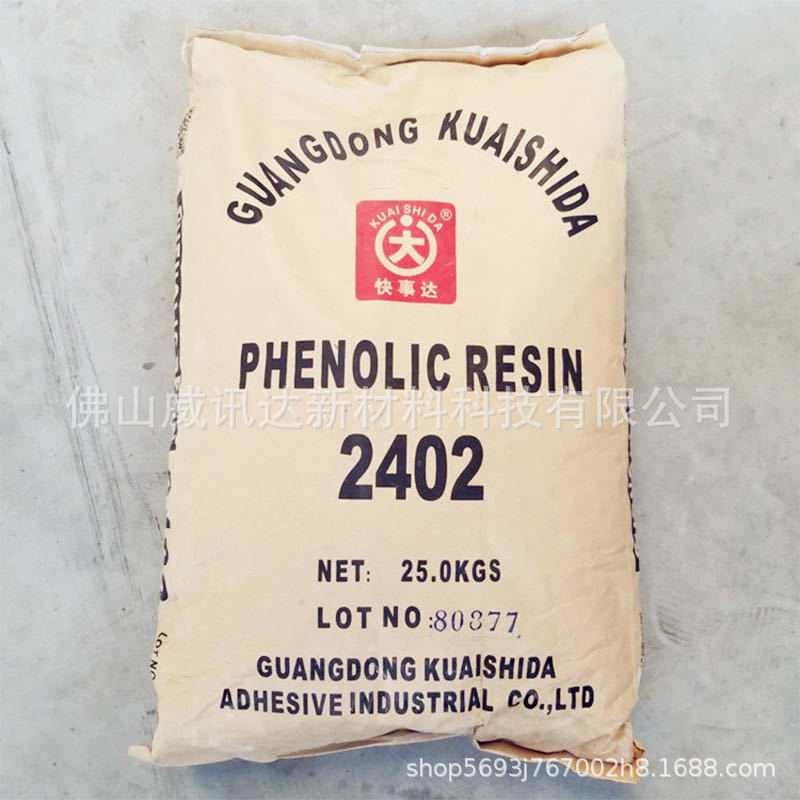 GUANGDONG KUAISHIDA
KUAI SHI DA ®
大
快事达
PHENOLIC RESIN
佛山威讯达新材料科技有限公司
2402
NET: 25.0KGS
LOT NO:80877
GUANGDONG KUAISHIDA
ADHESIVE INDUSTRIAL CO.,LTD
LOT NO
shop5693j767002h8.1688.com